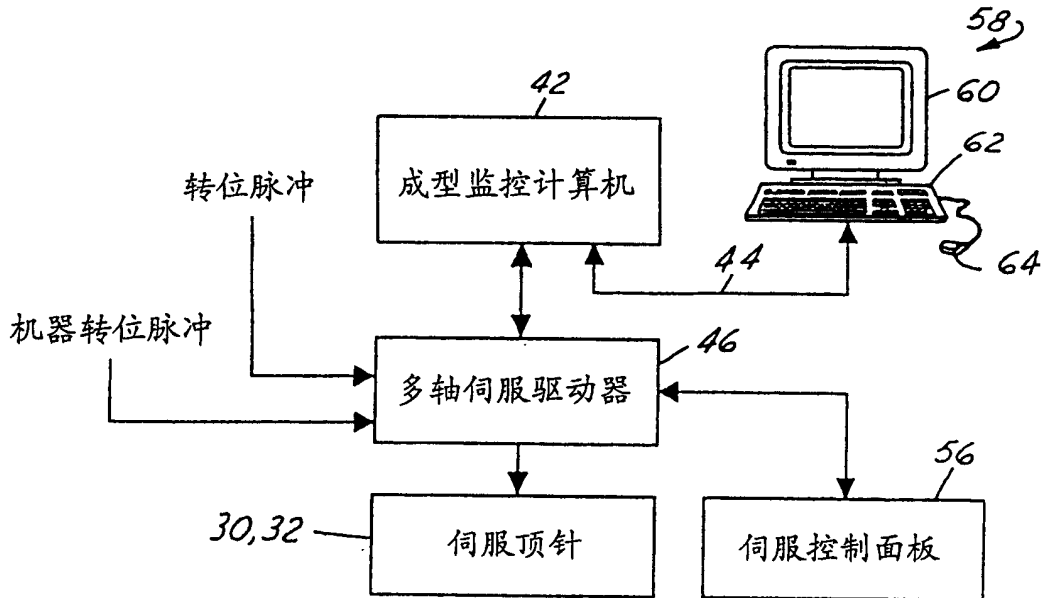 58
42
60
62
转位脉冲
成型监控计算机
44
64
机器转位脉冲
46
多轴伺服驱动器
56
30,32
伺服顶针
伺服控制面板